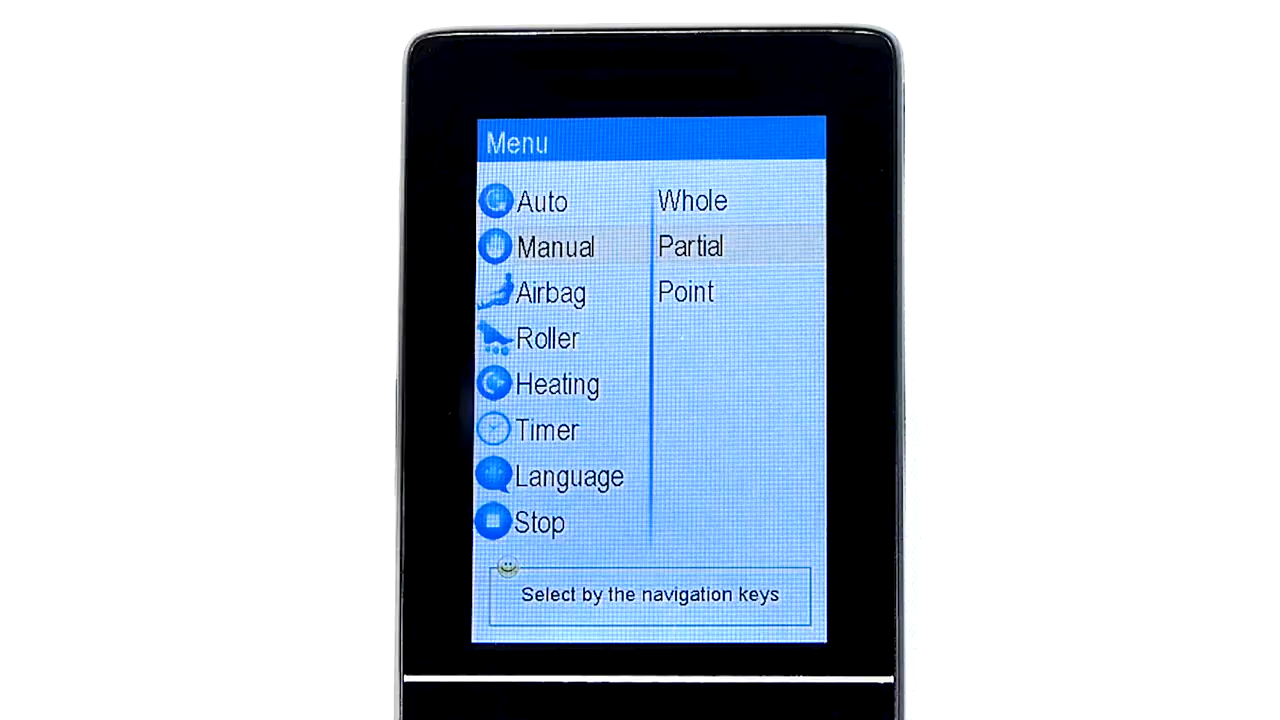 Menu
Auto
Manual
Airbag
Roller
Heating
Timer
Language
Stop
Whole
Partial
Point
Select by the navigation keys